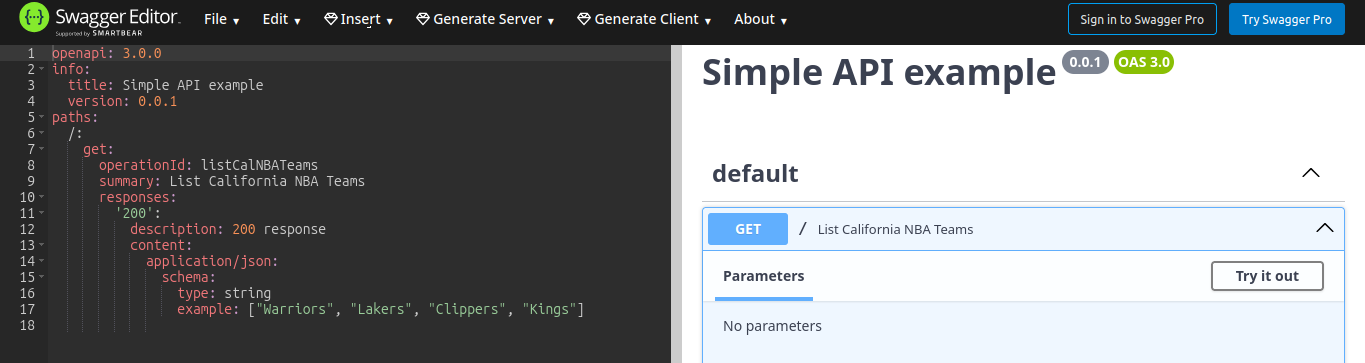 Swagger Editor. File Edit Insert Generate Server Generate Client About Sign in to Swagger Pro Try Swagger Pro
Supported by SMARTBEAR
1 openapi: 3.0.0
2 info:
3 title: Simple API example
4 version: 0.0.1
5 paths:
6 /:
7 get:
8 operationId: listCalNBATeams
9 summary: List California NBA Teams
10 responses:
11 '200':
12 description: 200 response
13 content:
14 application/json:
15 schema:
16 type: string
17 example: ["Warriors", "Lakers", "Clippers", "Kings"]
18
Simple API example 0.0.1 OAS 3.0
default
GET / List California NBA Teams
Parameters Try it out
No parameters